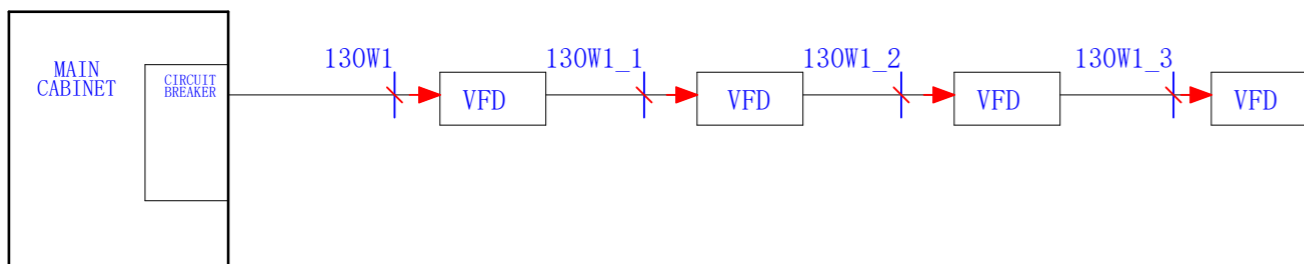 MAIN
CABINET
CIRCUIT
BREAKER
130W1
130W1_1
130W1_2
130W1_3
VFD
VFD
VFD
VFD